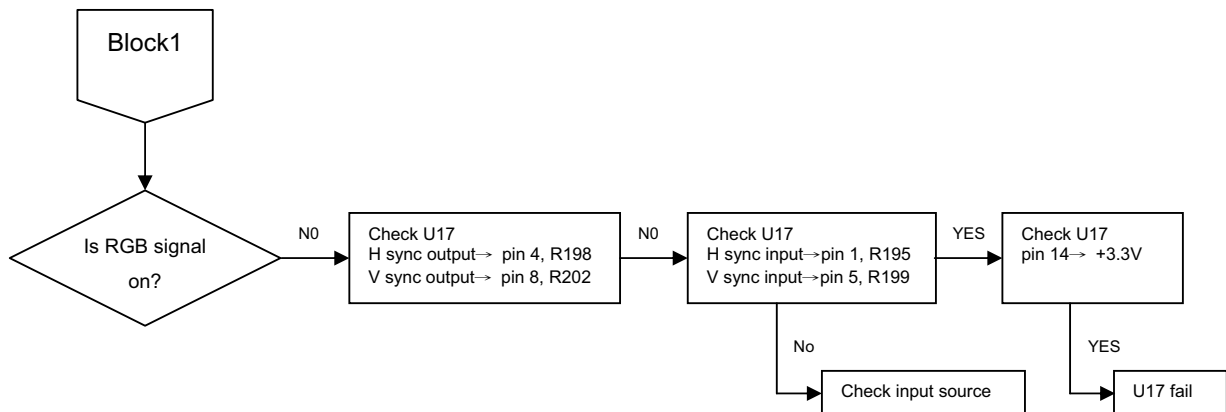 Block1
Is RGB signal
on?
N0
Check U17
H sync output→ pin 4, R198
V sync output→ pin 8, R202
N0
Check U17
H sync input→pin 1, R195
V sync input→pin 5, R199
YES
Check U17
pin 14→ +3.3V
No
Check input source
YES
U17 fail